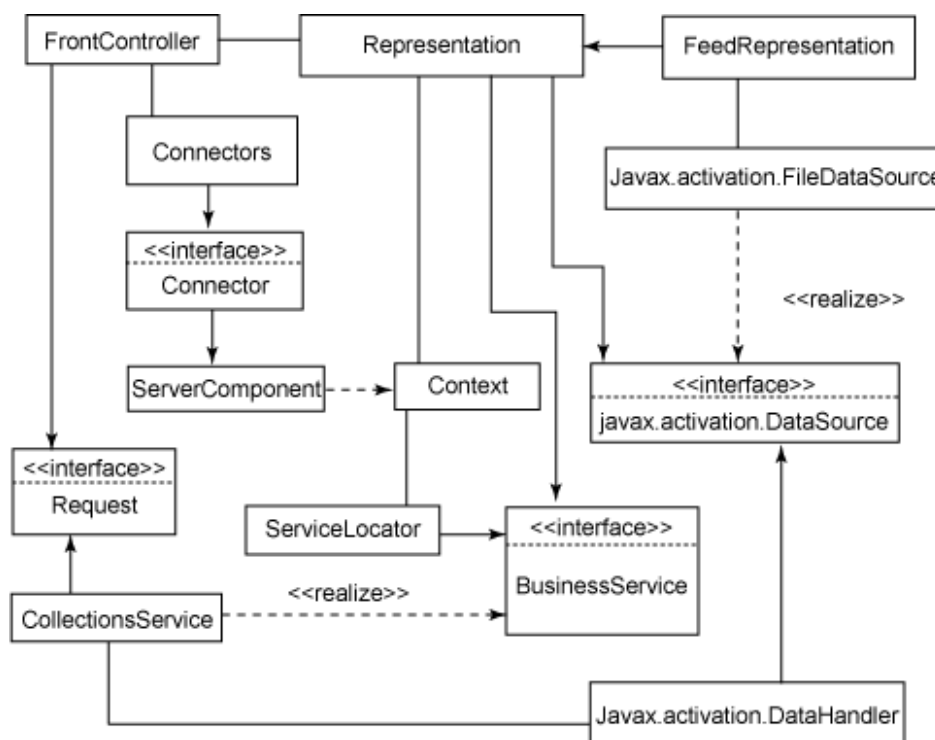 FrontController
Representation
FeedRepresentation
Connectors
Javax.activation.FileDataSource
<<interface>>
Connector
<<realize>>
ServerComponent
Context
<<interface>>
javax.activation.DataSource
<<interface>>
Request
ServiceLocator
<<interface>>
BusinessService
<<realize>>
CollectionsService
Javax.activation.DataHandler